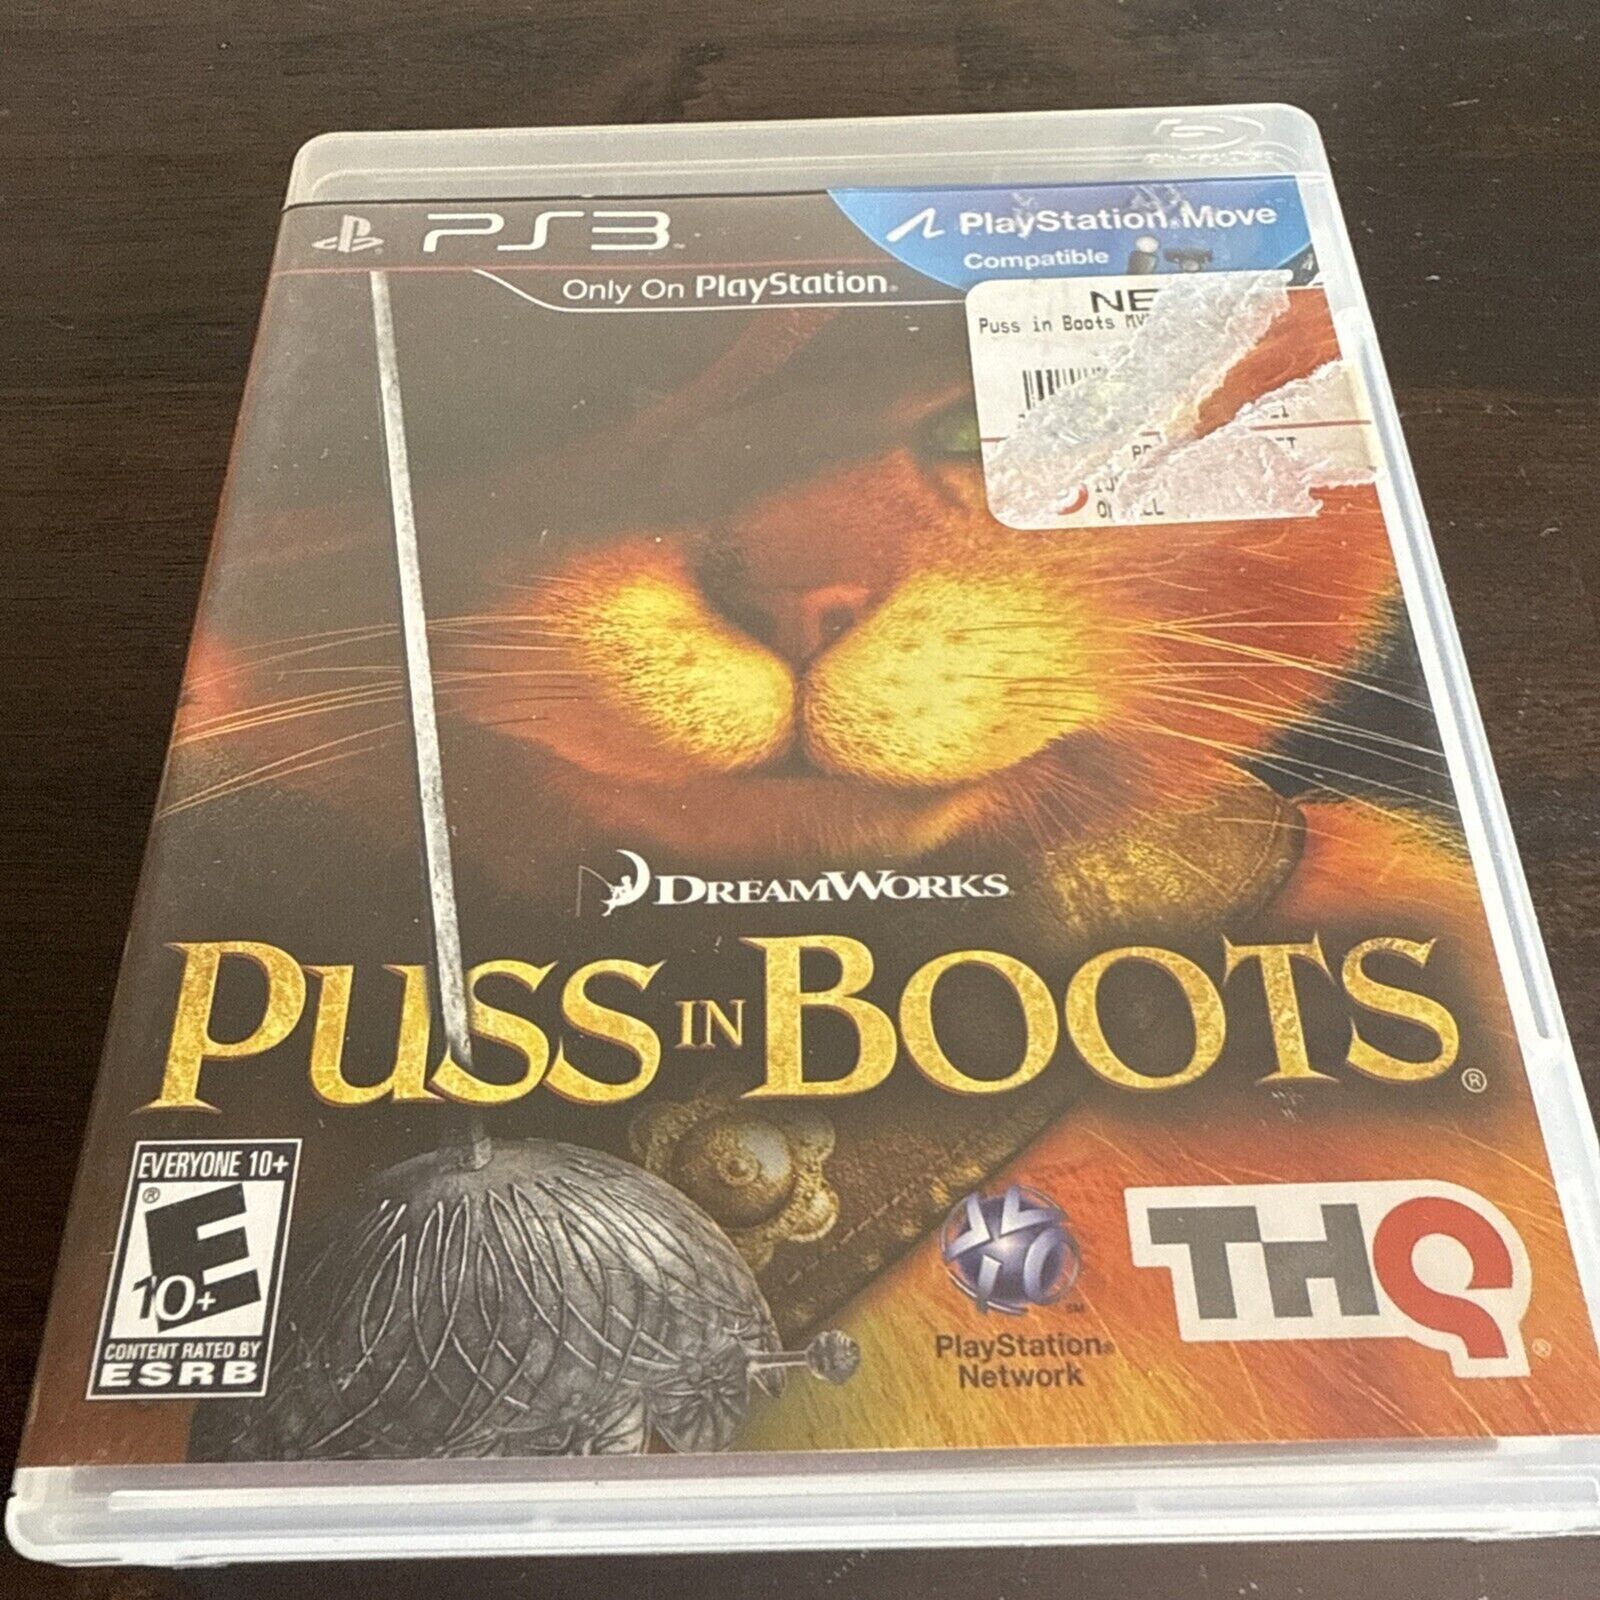 PS3
PlayStation Move
Compatible
Only On PlayStation®
Puss in Boots
DREAMWORKS
PUSS IN BOOTS®
EVERYONE 10+
E
10+
CONTENT RATED BY
ESRB
PlayStation®
Network
THQ®